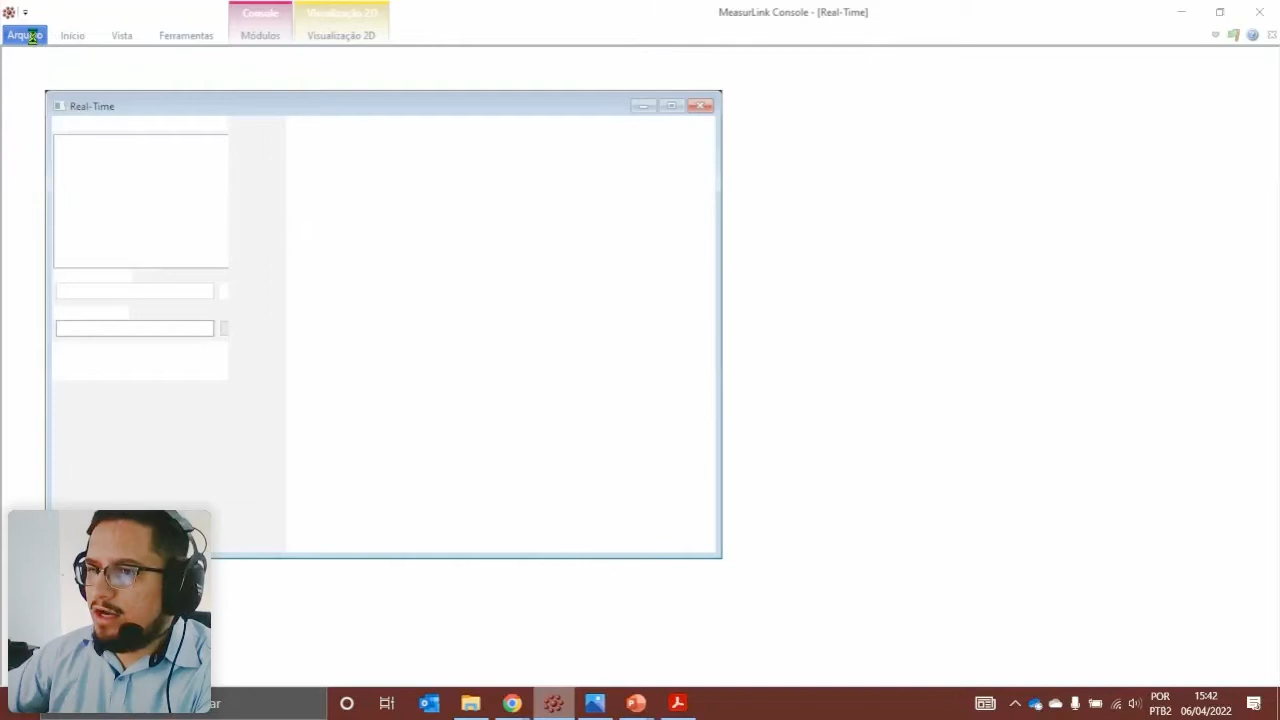 Console
Visualização 2D
MeasurLink Console - [Real-Time]
Arquivo
Início
Vista
Ferramentas
Módulos
Visualização 2D
Real-Time
ar
POR
PTB2
15:42
06/04/2022